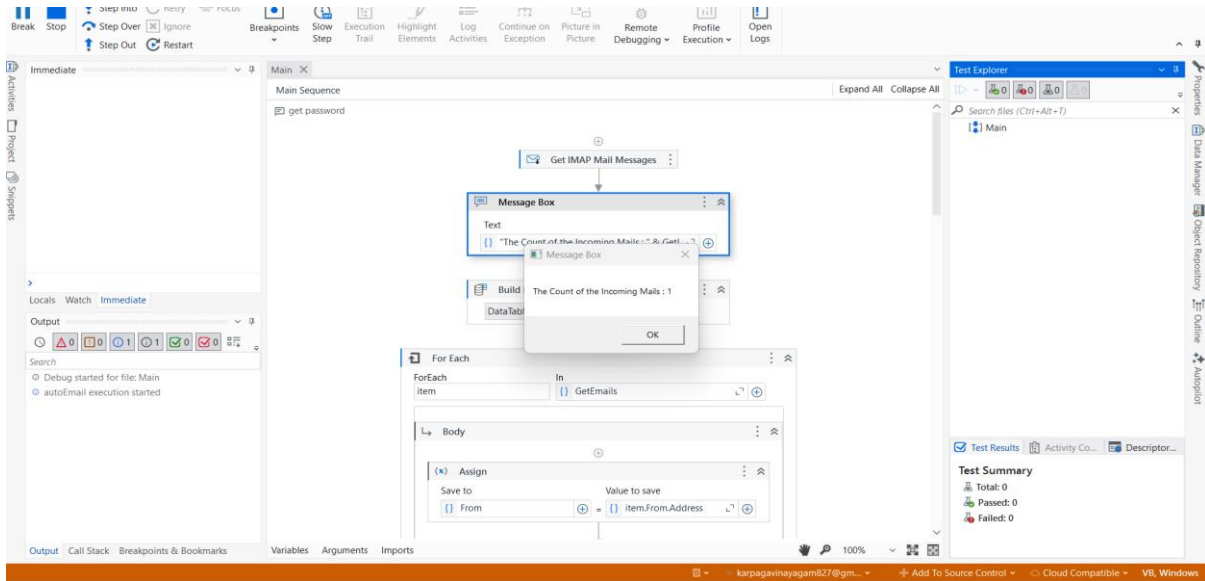 Step Into Retry Focus
Break Stop Step Over Ignore Breakpoints Slow Step Execution Trail Highlight Elements Log Activities Continue on Exception Picture in Picture Remote Debugging Profile Execution Open Logs
Step Out Restart
Immediate
Main
Test Explorer
Main Sequence
Expand All Collapse All
0 0 0
get password
Search files (Ctrl+Alt+T)
Main
Get IMAP Mail Messages
Message Box
Text
"The Count of the Incoming Mails : " & GetI
Message Box
The Count of the Incoming Mails : 1
OK
Build
DataTabl
>
Locals Watch Immediate
Output
0 0 1 1 0 0
Search
Debug started for file: Main
autoEmail execution started
For Each
ForEach In
item GetEmails
Body
Assign
Save to Value to save
From = item.From.Address
Test Results Activity Co... Descriptor...
Test Summary
Total: 0
Passed: 0
Failed: 0
Output Call Stack Breakpoints & Bookmarks
Variables Arguments Imports
100%
karpagavinayagam827@gm... Add To Source Control Cloud Compatible VB, Windows
Activities
Project
Snippets
Properties
Data Manager
Object Repository
Outline
Autopilot